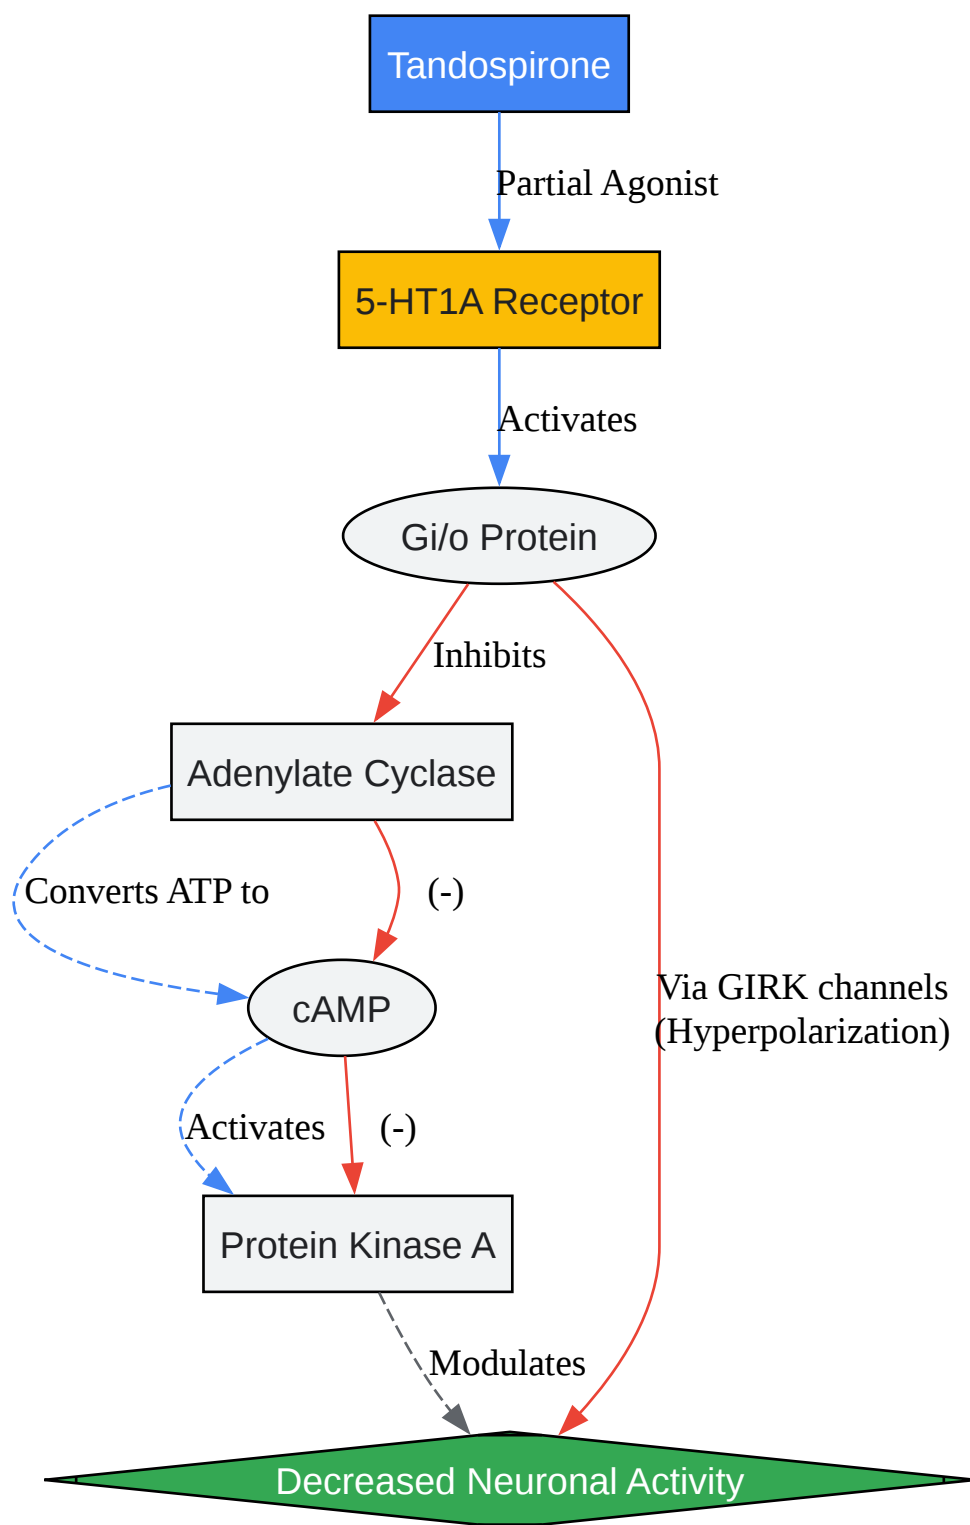 Tandospirone
Partial Agonist
5-HT1A Receptor
Activates
Gi/o Protein
Inhibits
Adenylate Cyclase
Converts ATP to
(-)
cAMP
Via GIRK channels
(Hyperpolarization)
Activates
(-)
Protein Kinase A
Modulates
Decreased Neuronal Activity